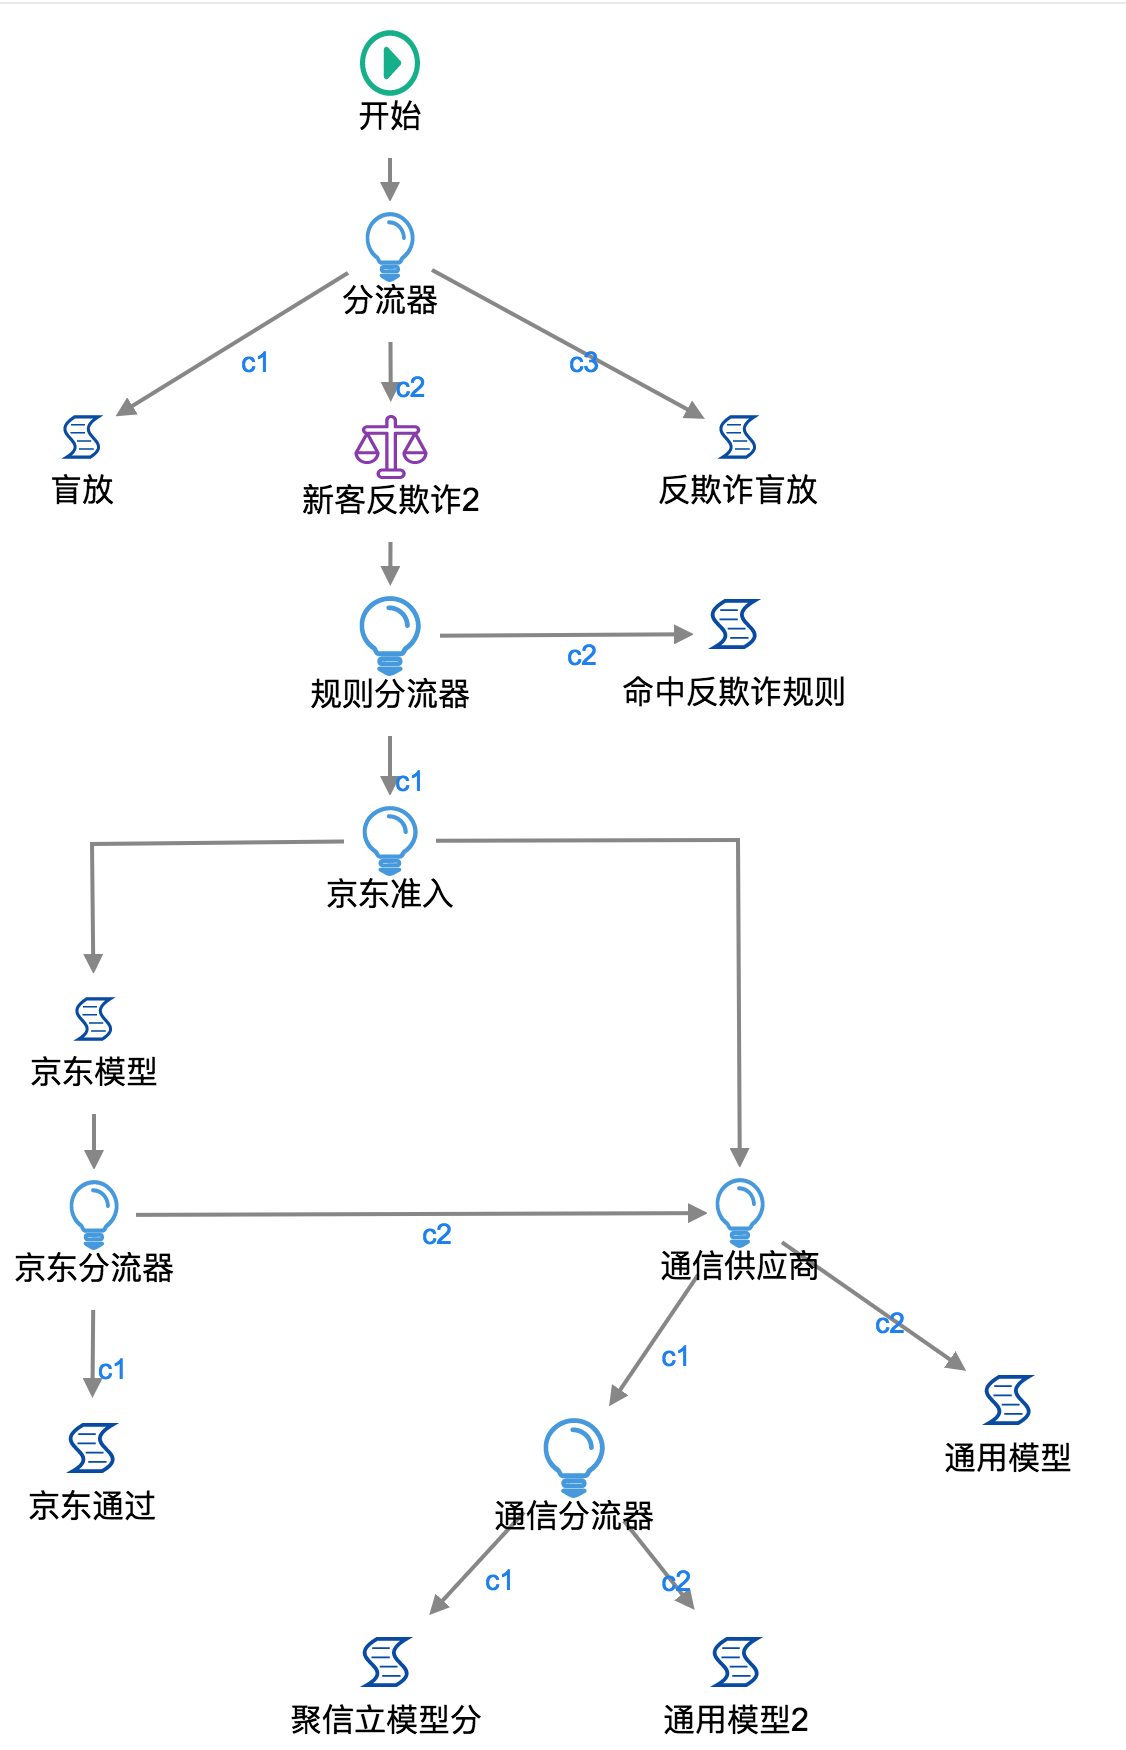 开始
分流器
c1
c3
c2
盲放
新客反欺诈2
反欺诈盲放
c2
规则分流器
命中反欺诈规则
c1
京东准入
京东模型
c2
京东分流器
通信供应商
c2
c1
c1
通用模型
京东通过
通信分流器
c1
c2
聚信立模型分
通用模型2